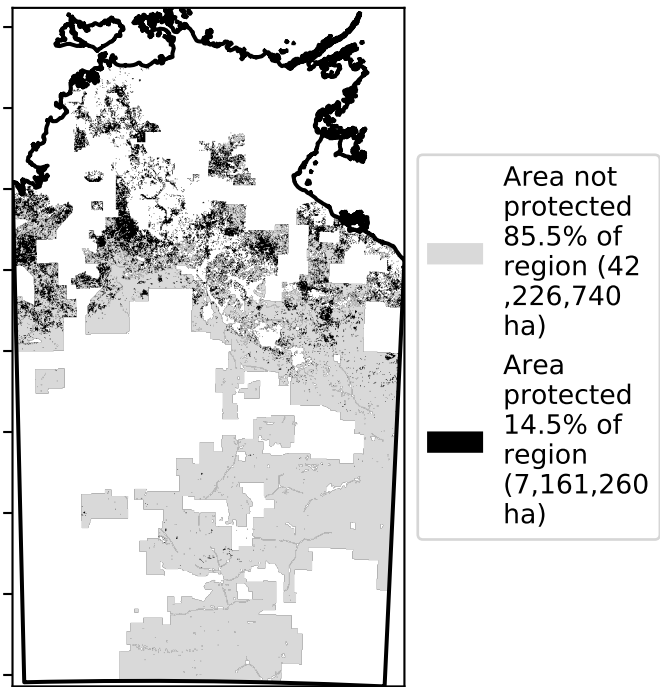 Area not
protected
85.5% of
region (42
,226,740
ha)
Area
protected
14.5% of
region
(7,161,260
ha)